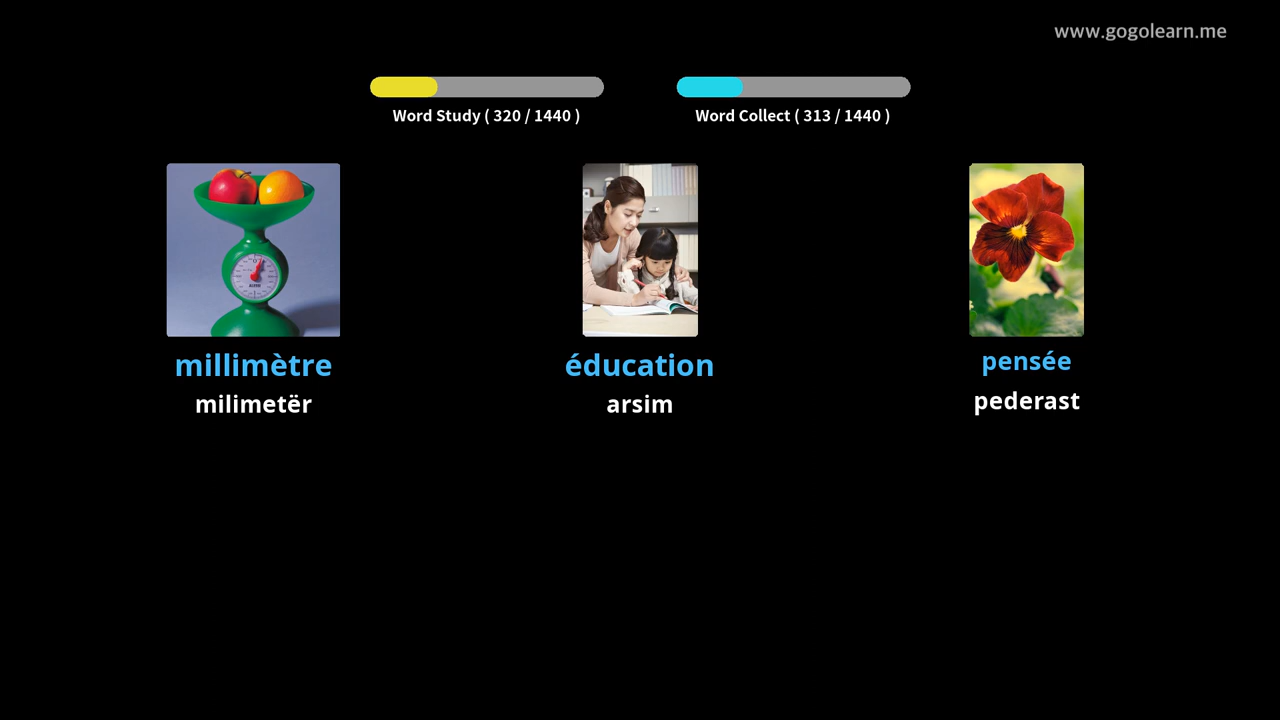 www.gogolearn.me
Word Study ( 320 / 1440 )
Word Collect ( 313 / 1440 )
millimètre
milimetër
éducation
arsim
pensée
pederast